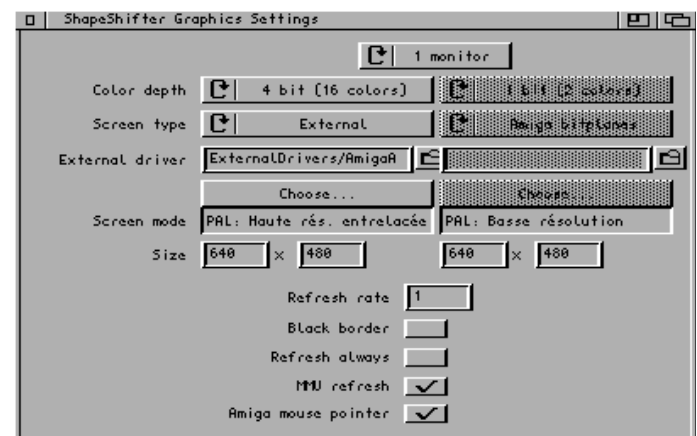 ShapeShifter Graphics Settings
1 monitor
Color depth 4 bit (16 colors) 1 bit (2 colors)
Screen type External Amiga bitplanes
External driver ExternalDrivers/AmigaA
Choose... Choose...
Screen mode PAL: Haute rés. entrelacée PAL: Basse résolution
Size 640 x 480 640 x 480
Refresh rate 1
Black border
Refresh always
MMU refresh
Amiga mouse pointer